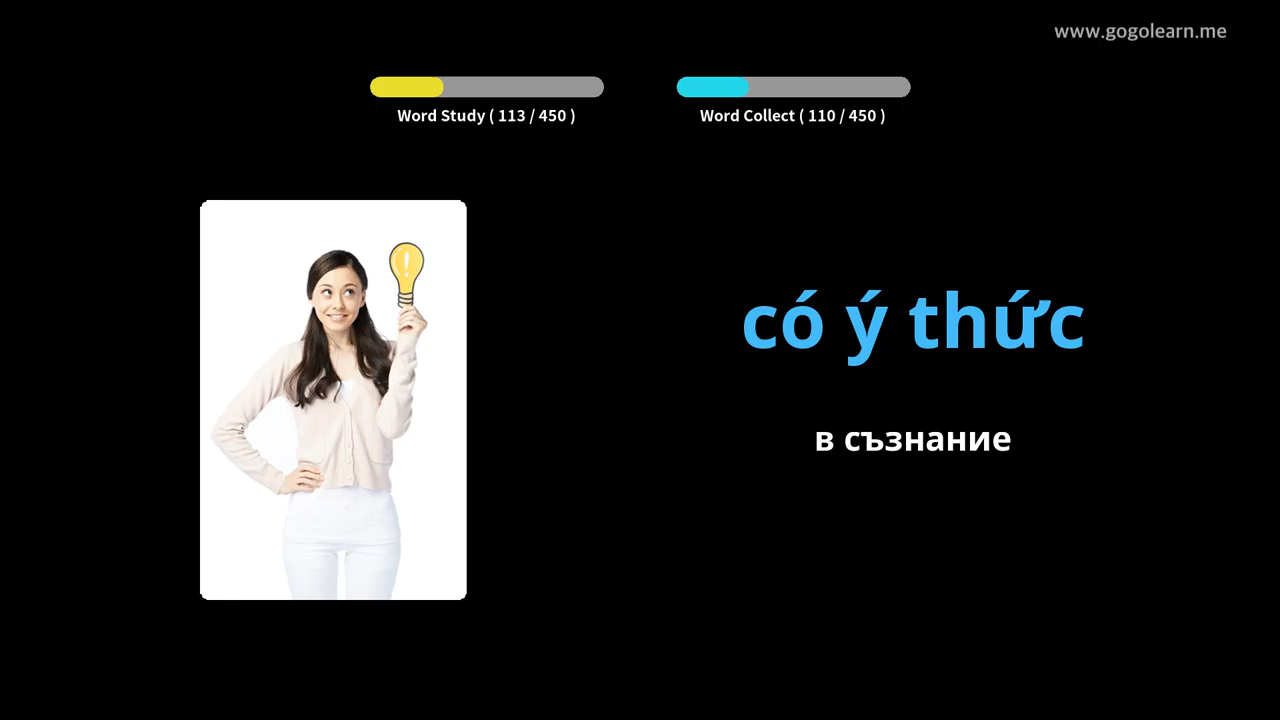 www.gogolearn.me
Word Study ( 113 / 450 )
Word Collect ( 110 / 450 )
có ý thức
в съзнание